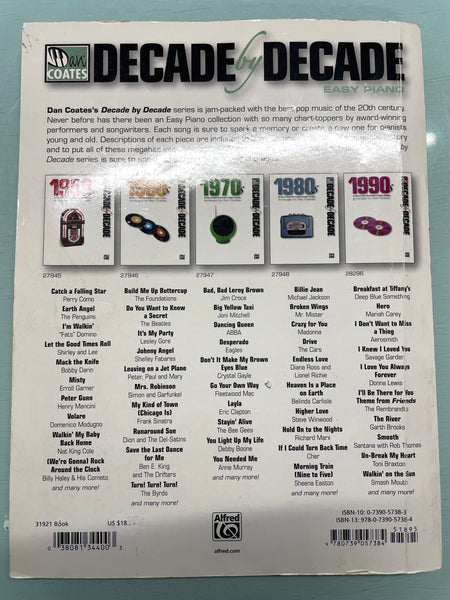 Dan
COATES
DECADE by DECADE
EASY PIANO
Dan Coates's Decade by Decade series is jam-packed with the best pop music of the 20th century.
Never before has there been an Easy Piano collection with so many chart-toppers by award-winning
performers and songwriters. Each song is sure to spark a memory or create a new one for pianists
young and old. Descriptions of each piece are
and to put all of these megahits
Decade series is sure to
DECADE by DECADE
DECADE by DECADE
1970s
DECADE by DECADE
1980s
DECADE by DECADE
1990s
DECADE by DECADE
27945
27946
27947
27948
28296
Catch a Falling Star
Perry Como
Earth Angel
The Penguins
I'm Walkin'
"Fats" Domino
Let the Good Times Roll
Shirley and Lee
Mack the Knife
Bobby Darin
Misty
Erroll Garner
Peter Gunn
Henry Mancini
Volare
Domenico Modugno
Walkin' My Baby
Back Home
Nat King Cole
(We're Gonna) Rock
Around the Clock
Billy Haley & His Comets
and many more!
Build Me Up Buttercup
The Foundations
Do You Want to Know
a Secret
The Beatles
It's My Party
Lesley Gore
Johnny Angel
Shelley Fabares
Leaving on a Jet Plane
Peter, Paul and Mary
Mrs. Robinson
Simon and Garfunkel
My Kind of Town
(Chicago Is)
Frank Sinatra
Runaround Sue
Dion and The Del-Satins
Save the Last Dance
for Me
Ben E. King
and the Drifters
Turn! Turn! Turn!
The Byrds
and many more!
Bad, Bad Leroy Brown
Jim Croce
Big Yellow Taxi
Joni Mitchell
Dancing Queen
ABBA
Desperado
Eagles
Don't It Make My Brown
Eyes Blue
Crystal Gayle
Go Your Own Way
Fleetwood Mac
Layla
Eric Clapton
Stayin' Alive
The Bee Gees
You Light Up My Life
Debby Boone
You Needed Me
Anne Murray
and many more!
Billie Jean
Michael Jackson
Broken Wings
Mr. Mister
Crazy for You
Madonna
Drive
The Cars
Endless Love
Diana Ross and
Lionel Richie
Heaven Is a Place
on Earth
Belinda Carlisle
Higher Love
Steve Winwood
Hold On to the Nights
Richard Marx
If I Could Turn Back Time
Cher
Morning Train
(Nine to Five)
Sheena Easton
and many more!
Breakfast at Tiffany's
Deep Blue Something
Hero
Mariah Carey
I Don't Want to Miss
a Thing
Aerosmith
I Knew I Loved You
Savage Garden
I Love You Always
Forever
Donna Lewis
I'll Be There for You
Theme from Friends
The Rembrandts
The River
Garth Brooks
Smooth
Santana with Rob Thomas
Un-Break My Heart
Toni Braxton
Walkin' on the Sun
Smash Mouth
and many more!
31921 Book
US $18.
0 38081 34400 3
Alfred
alfred.com
ISBN-10: 0-7390-5738-3
ISBN-13: 978-0-7390-5738-4
51895
9 780739 057384